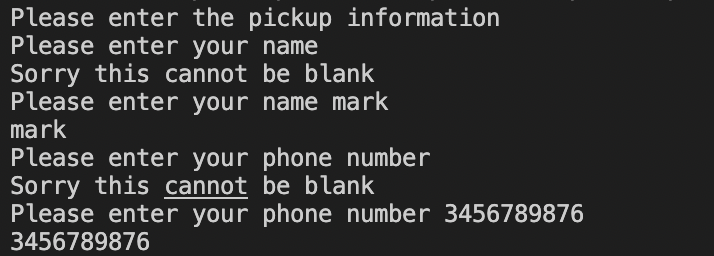 Please enter the pickup information
Please enter your name
Sorry this cannot be blank
Please enter your name mark
mark
Please enter your phone number
Sorry this cannot be blank
Please enter your phone number 3456789876
3456789876